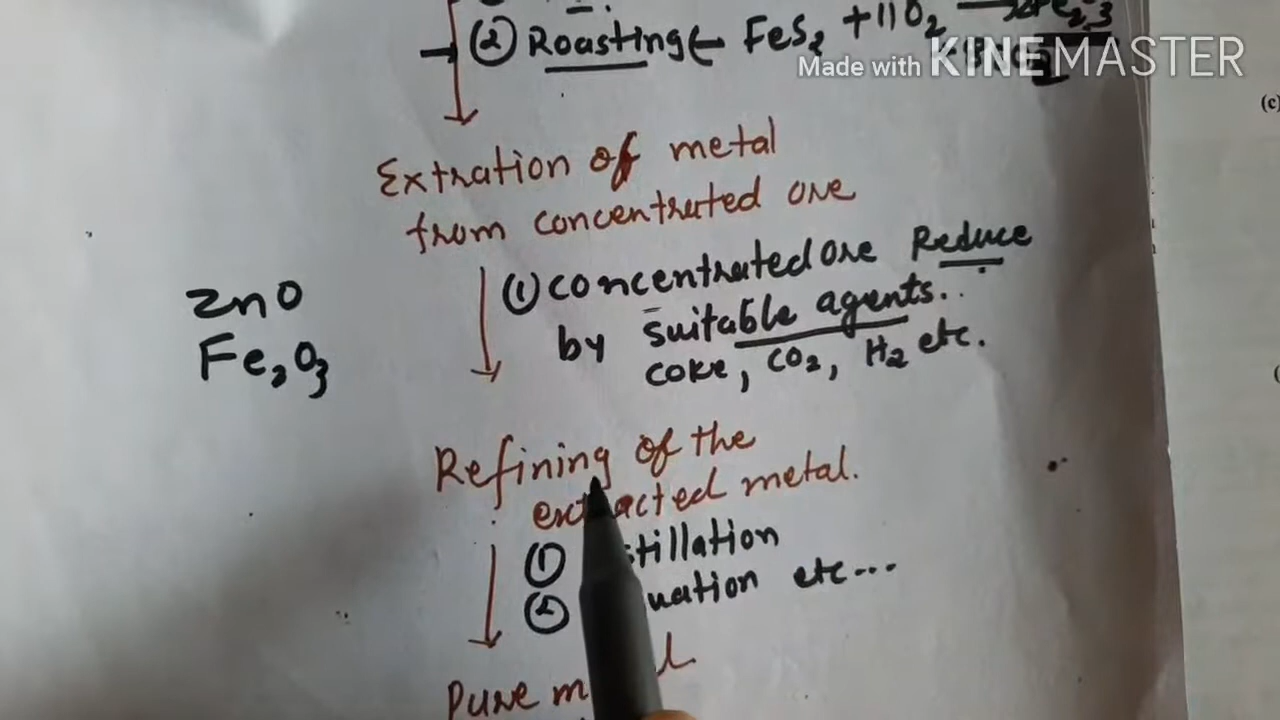 ② Roasting FeS₂ + 11O₂ →
Made with KINEMASTER
(c)
Extration of metal
from concentrated ore
① concentrated ore Reduce
by suitable agents..
coke, CO₂, H₂ etc.
ZnO
Fe₂O₃
Refining of the
extracted metal.
①
② etc...
Pure